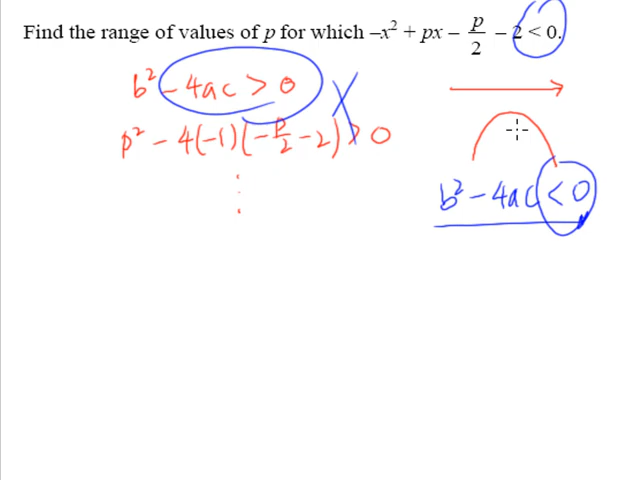 Find the range of values of p for which –x² + px – p/2 – 2 < 0.
b² – 4ac > 0
p² – 4(–1)(–p/2 – 2) > 0
b² – 4ac < 0